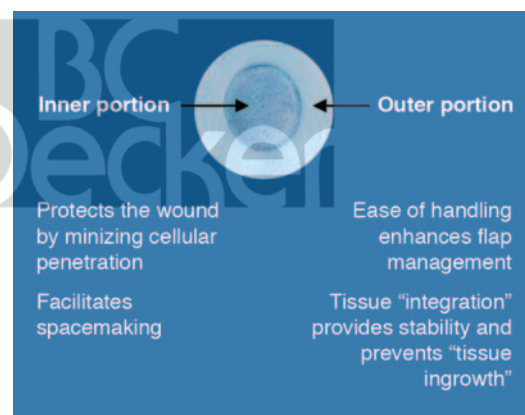 BC
Decker
Inner portion
Outer portion
Protects the wound
by minizing cellular
penetration
Facilitates
spacemaking
Ease of handling
enhances flap
management
Tissue “integration”
provides stability and
prevents “tissue
ingrowth”